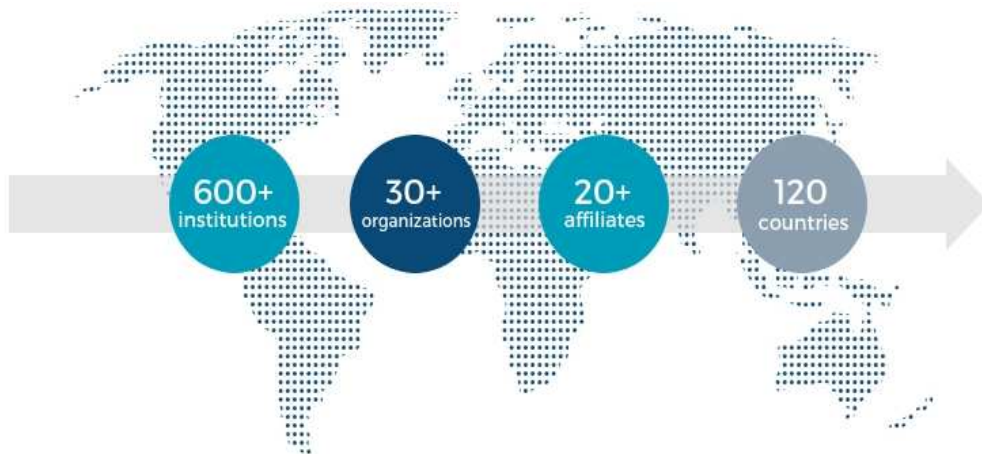 600+
institutions
30+
organizations
20+
affiliates
120
countries